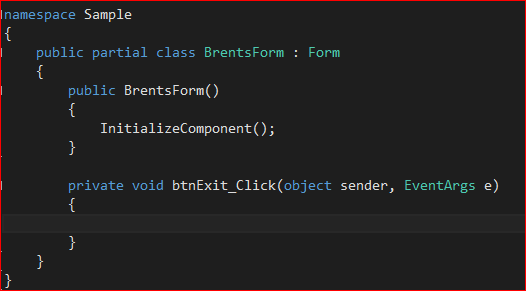 namespace Sample
{
    public partial class BrentsForm : Form
    {
        public BrentsForm()
        {
            InitializeComponent();
        }

        private void btnExit_Click(object sender, EventArgs e)
        {

        }
    }
}